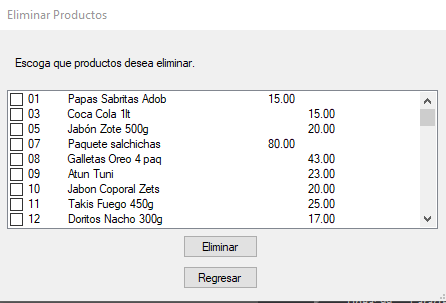 Eliminar Productos
Escoga que productos desea eliminar.
01 Papas Sabritas Adob 15.00
03 Coca Cola 1lt 15.00
05 Jabón Zote 500g 20.00
07 Paquete salchichas 80.00
08 Galletas Oreo 4 paq 43.00
09 Atun Tuni 23.00
10 Jabon Coporal Zets 20.00
11 Takis Fuego 450g 25.00
12 Doritos Nacho 300g 17.00
Eliminar
Regresar